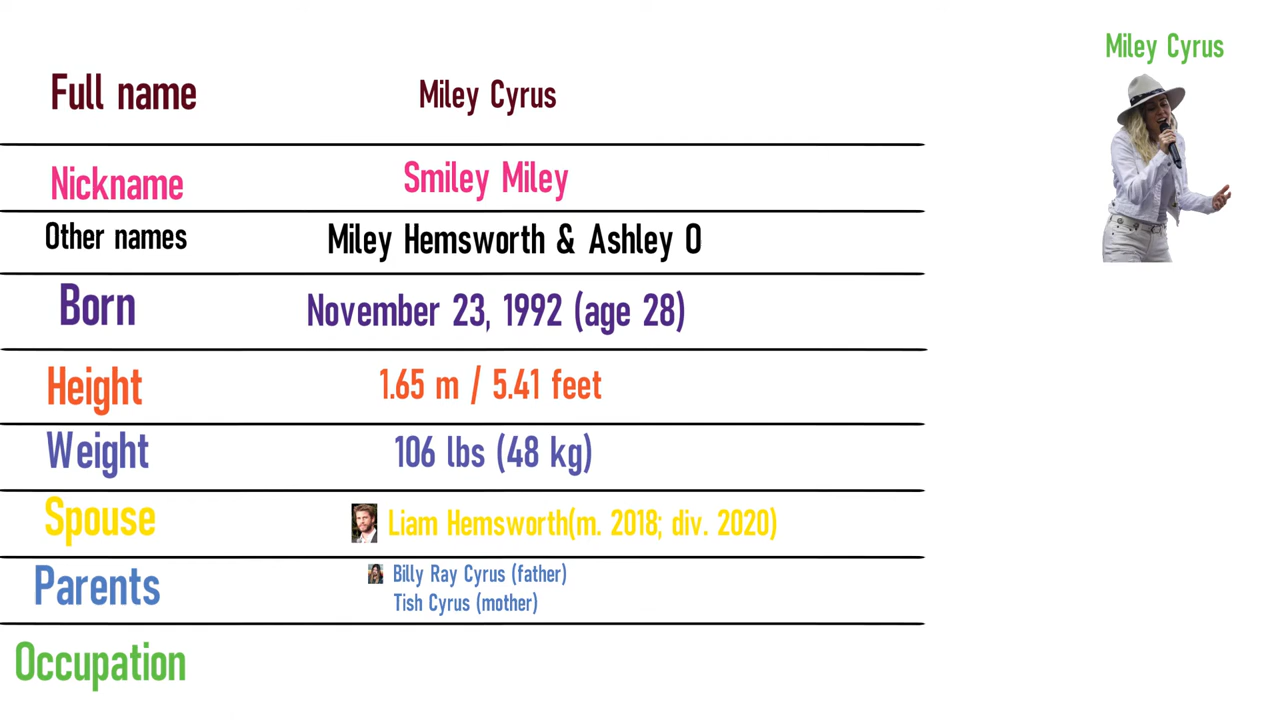 Miley Cyrus
Full name Miley Cyrus
Nickname Smiley Miley
Other names Miley Hemsworth & Ashley O
Born November 23, 1992 (age 28)
Height 1.65 m / 5.41 feet
Weight 106 lbs (48 kg)
Spouse Liam Hemsworth(m. 2018; div. 2020)
Parents Billy Ray Cyrus (father)
Tish Cyrus (mother)
Occupation